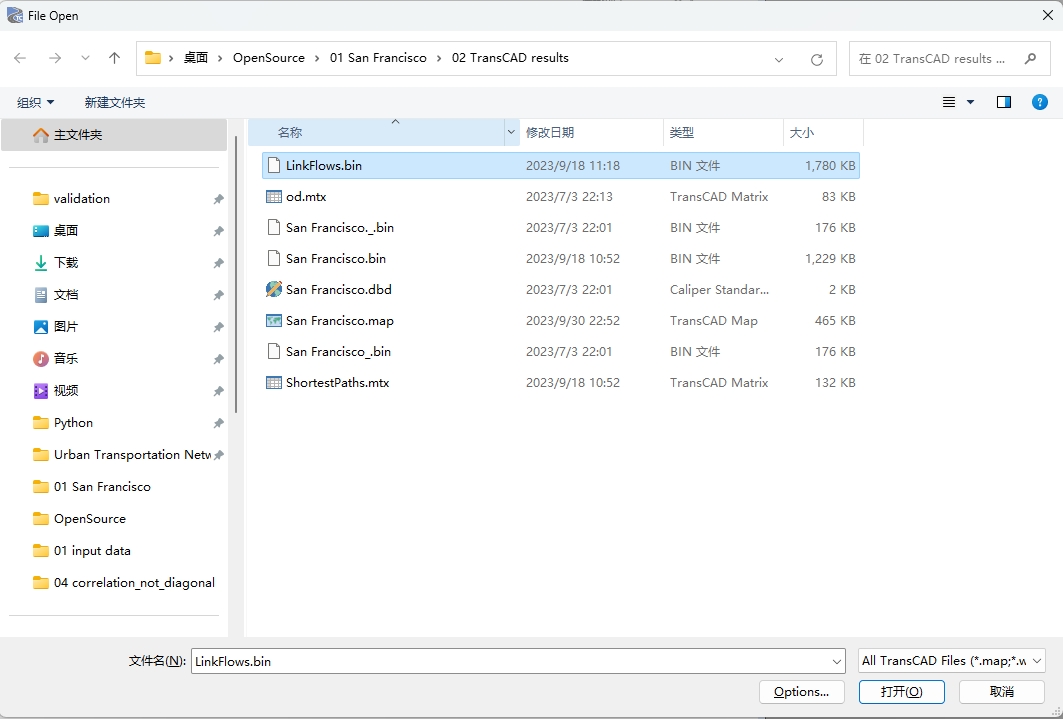 File Open
桌面 OpenSource 01 San Francisco 02 TransCAD results 在 02 TransCAD results ...
组织 新建文件夹
主文件夹
validation
桌面
下载
文档
图片
音乐
视频
Python
Urban Transportation Netw
01 San Francisco
OpenSource
01 input data
04 correlation_not_diagonal
名称 修改日期 类型 大小
LinkFlows.bin 2023/9/18 11:18 BIN 文件 1,780 KB
od.mtx 2023/7/3 22:13 TransCAD Matrix 83 KB
San Francisco._.bin 2023/7/3 22:01 BIN 文件 176 KB
San Francisco.bin 2023/9/18 10:52 BIN 文件 1,229 KB
San Francisco.dbd 2023/7/3 22:01 Caliper Standar... 2 KB
San Francisco.map 2023/9/30 22:52 TransCAD Map 465 KB
San Francisco_.bin 2023/7/3 22:01 BIN 文件 176 KB
ShortestPaths.mtx 2023/9/18 10:52 TransCAD Matrix 132 KB
文件名(N): LinkFlows.bin All TransCAD Files (*.map;*.w
Options... 打开(O) 取消